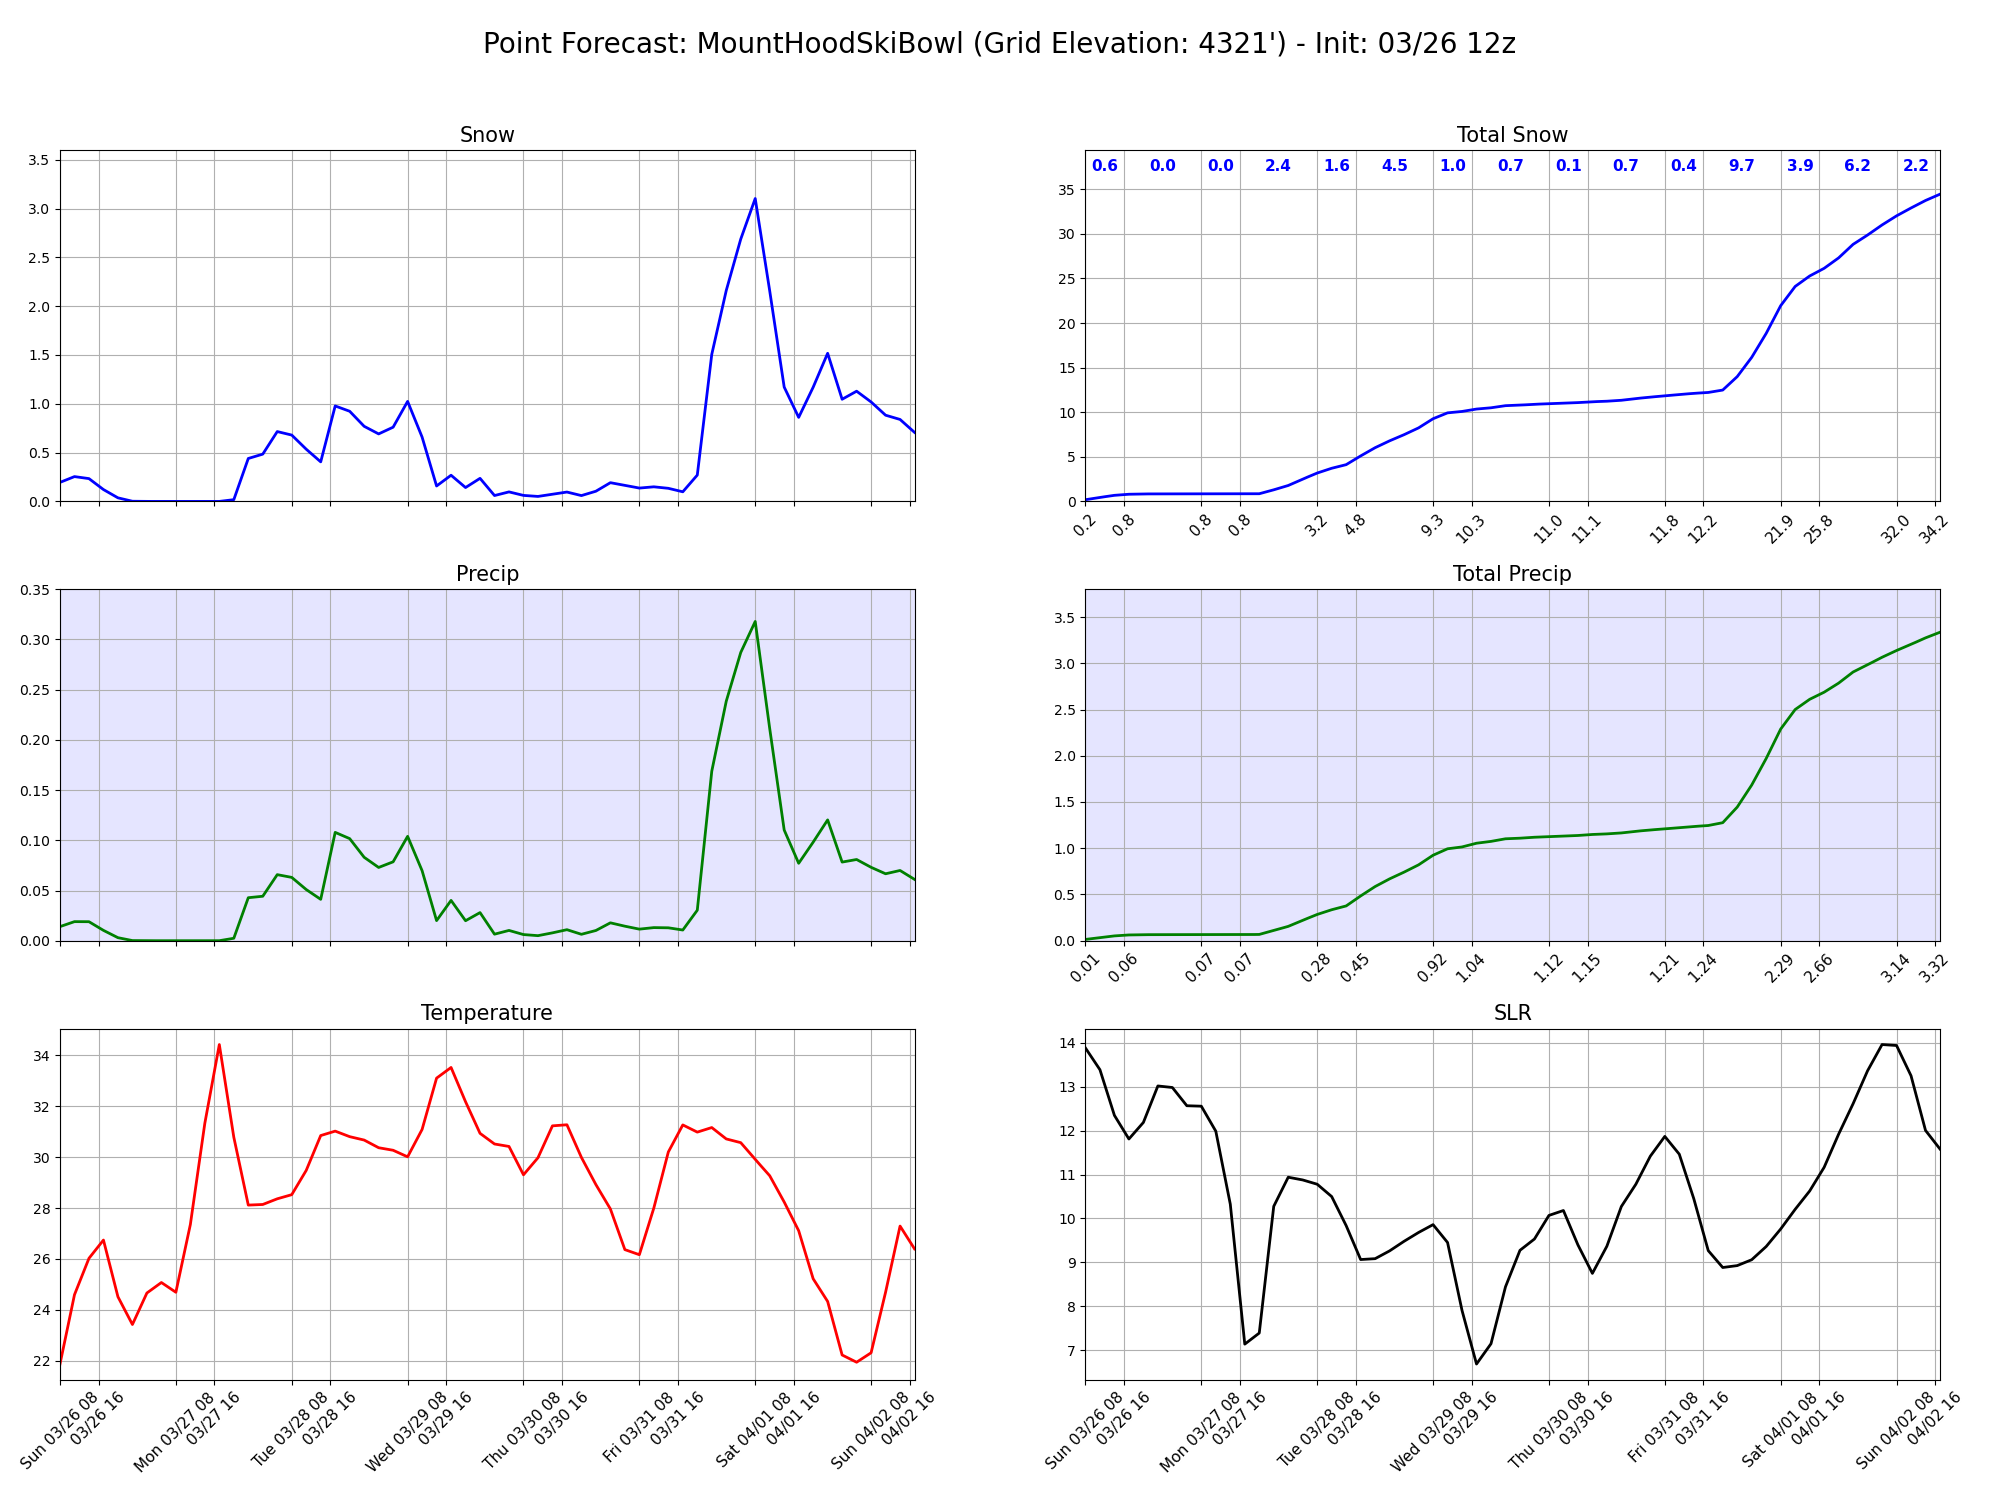 Point Forecast: MountHoodSkiBowl (Grid Elevation: 4321') - Init: 03/26 12z
Snow
3.5
3.0
2.5
2.0
1.5
1.0
0.5
0.0
Total Snow
0.6 0.0 0.0 2.4 1.6 4.5 1.0 0.7 0.1 0.7 0.4 9.7 3.9 6.2 2.2
35
30
25
20
15
10
5
0
0.2 0.8 0.8 0.8 3.2 4.8 9.3 10.3 11.0 11.1 11.8 12.2 21.9 25.8 32.0 34.2
Precip
0.35
0.30
0.25
0.20
0.15
0.10
0.05
0.00
Total Precip
3.5
3.0
2.5
2.0
1.5
1.0
0.5
0.0
0.01 0.06 0.07 0.07 0.28 0.45 0.92 1.04 1.12 1.15 1.21 1.24 2.29 2.66 3.14 3.32
Temperature
34
32
30
28
26
24
22
Sun 03/26 08
03/26 16
Mon 03/27 08
03/27 16
Tue 03/28 08
03/28 16
Wed 03/29 08
03/29 16
Thu 03/30 08
03/30 16
Fri 03/31 08
03/31 16
Sat 04/01 08
04/01 16
Sun 04/02 08
04/02 16
SLR
14
13
12
11
10
9
8
7
Sun 03/26 08
03/26 16
Mon 03/27 08
03/27 16
Tue 03/28 08
03/28 16
Wed 03/29 08
03/29 16
Thu 03/30 08
03/30 16
Fri 03/31 08
03/31 16
Sat 04/01 08
04/01 16
Sun 04/02 08
04/02 16